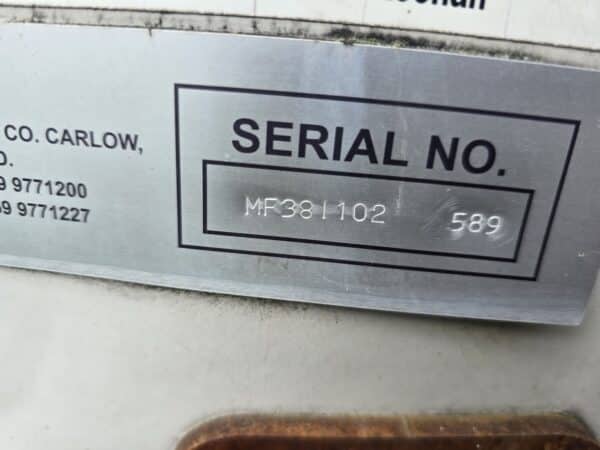 CO. CARLOW,
D.
9 9771200
59 9771227
SERIAL NO.
MF381102 589